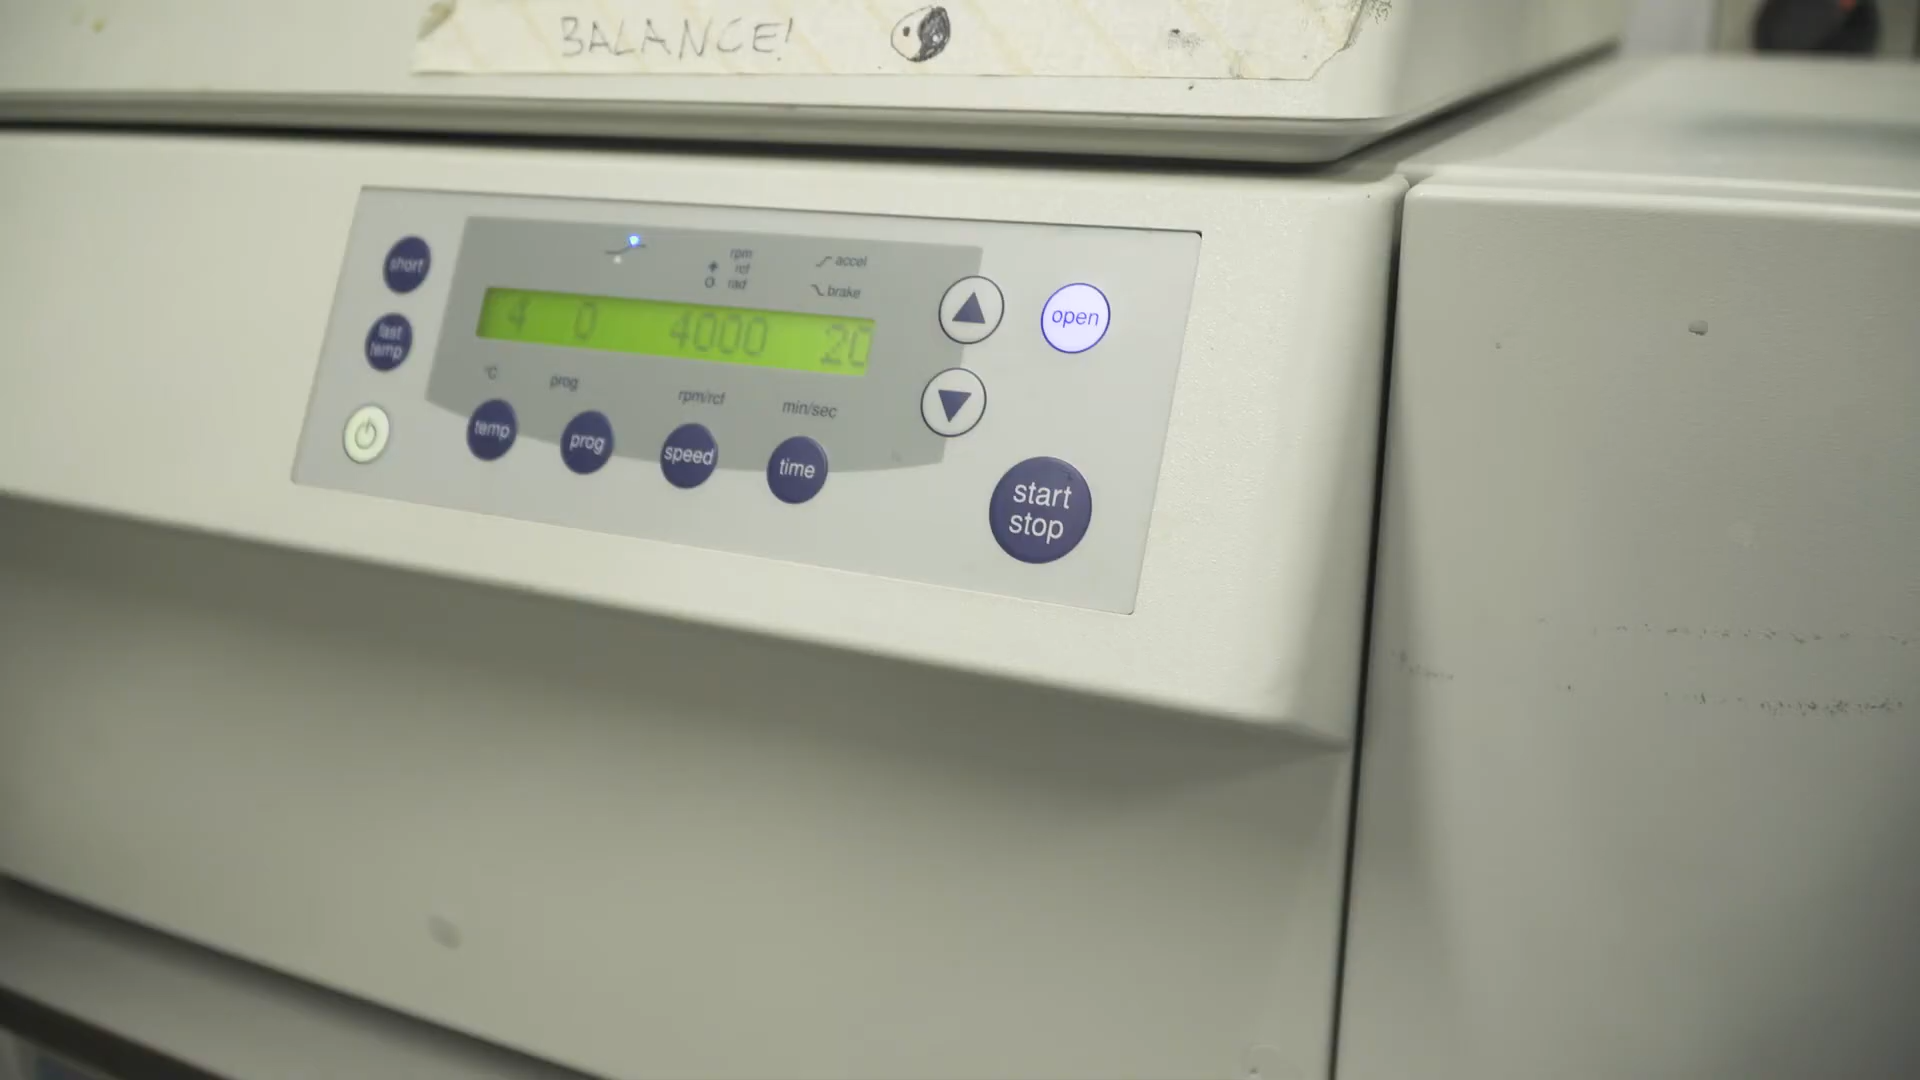 BALANCE!
short
rpm
rcf
rad
accel
brake
fast
temp
4 0 4000 20
open
°C
prog
rpm/rcf
min/sec
temp
prog
speed
time
start
stop